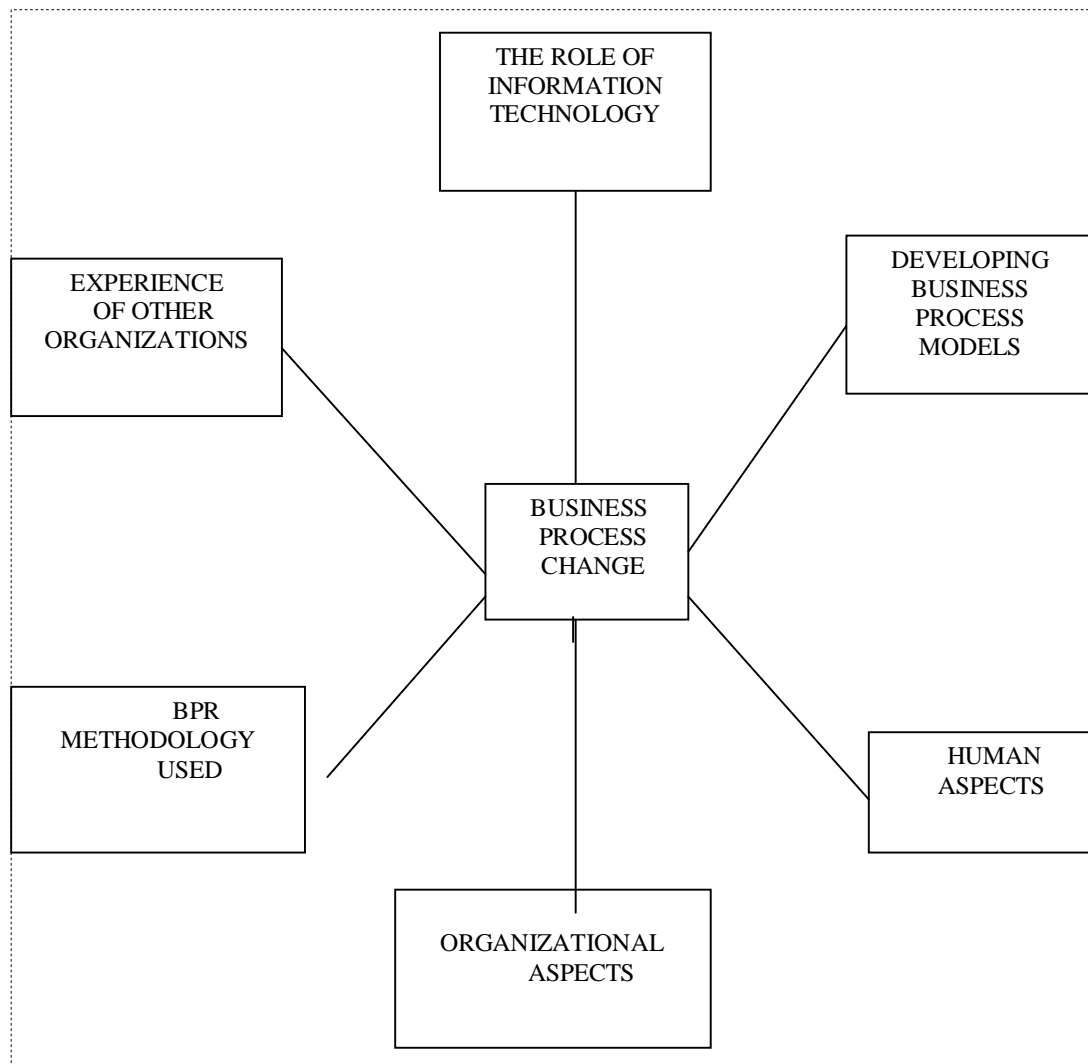 THE ROLE OF
INFORMATION
TECHNOLOGY
EXPERIENCE
OF OTHER
ORGANIZATIONS
DEVELOPING
BUSINESS
PROCESS
MODELS
BUSINESS
PROCESS
CHANGE
BPR
METHODOLOGY
USED
HUMAN
ASPECTS
ORGANIZATIONAL
ASPECTS